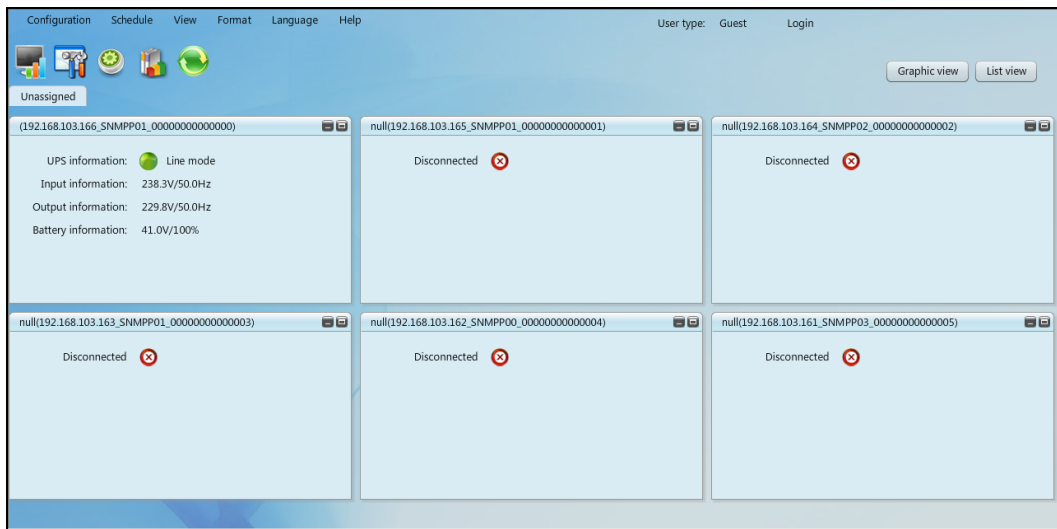 Configuration Schedule View Format Language Help User type: Guest Login
Graphic view List view
Unassigned
(192.168.103.166_SNMPP01_00000000000000)
UPS information: Line mode
Input information: 238.3V/50.0Hz
Output information: 229.8V/50.0Hz
Battery information: 41.0V/100%
null(192.168.103.165_SNMPP01_00000000000001)
Disconnected
null(192.168.103.164_SNMPP02_00000000000002)
Disconnected
null(192.168.103.163_SNMPP01_00000000000003)
Disconnected
null(192.168.103.162_SNMPP00_00000000000004)
Disconnected
null(192.168.103.161_SNMPP03_00000000000005)
Disconnected